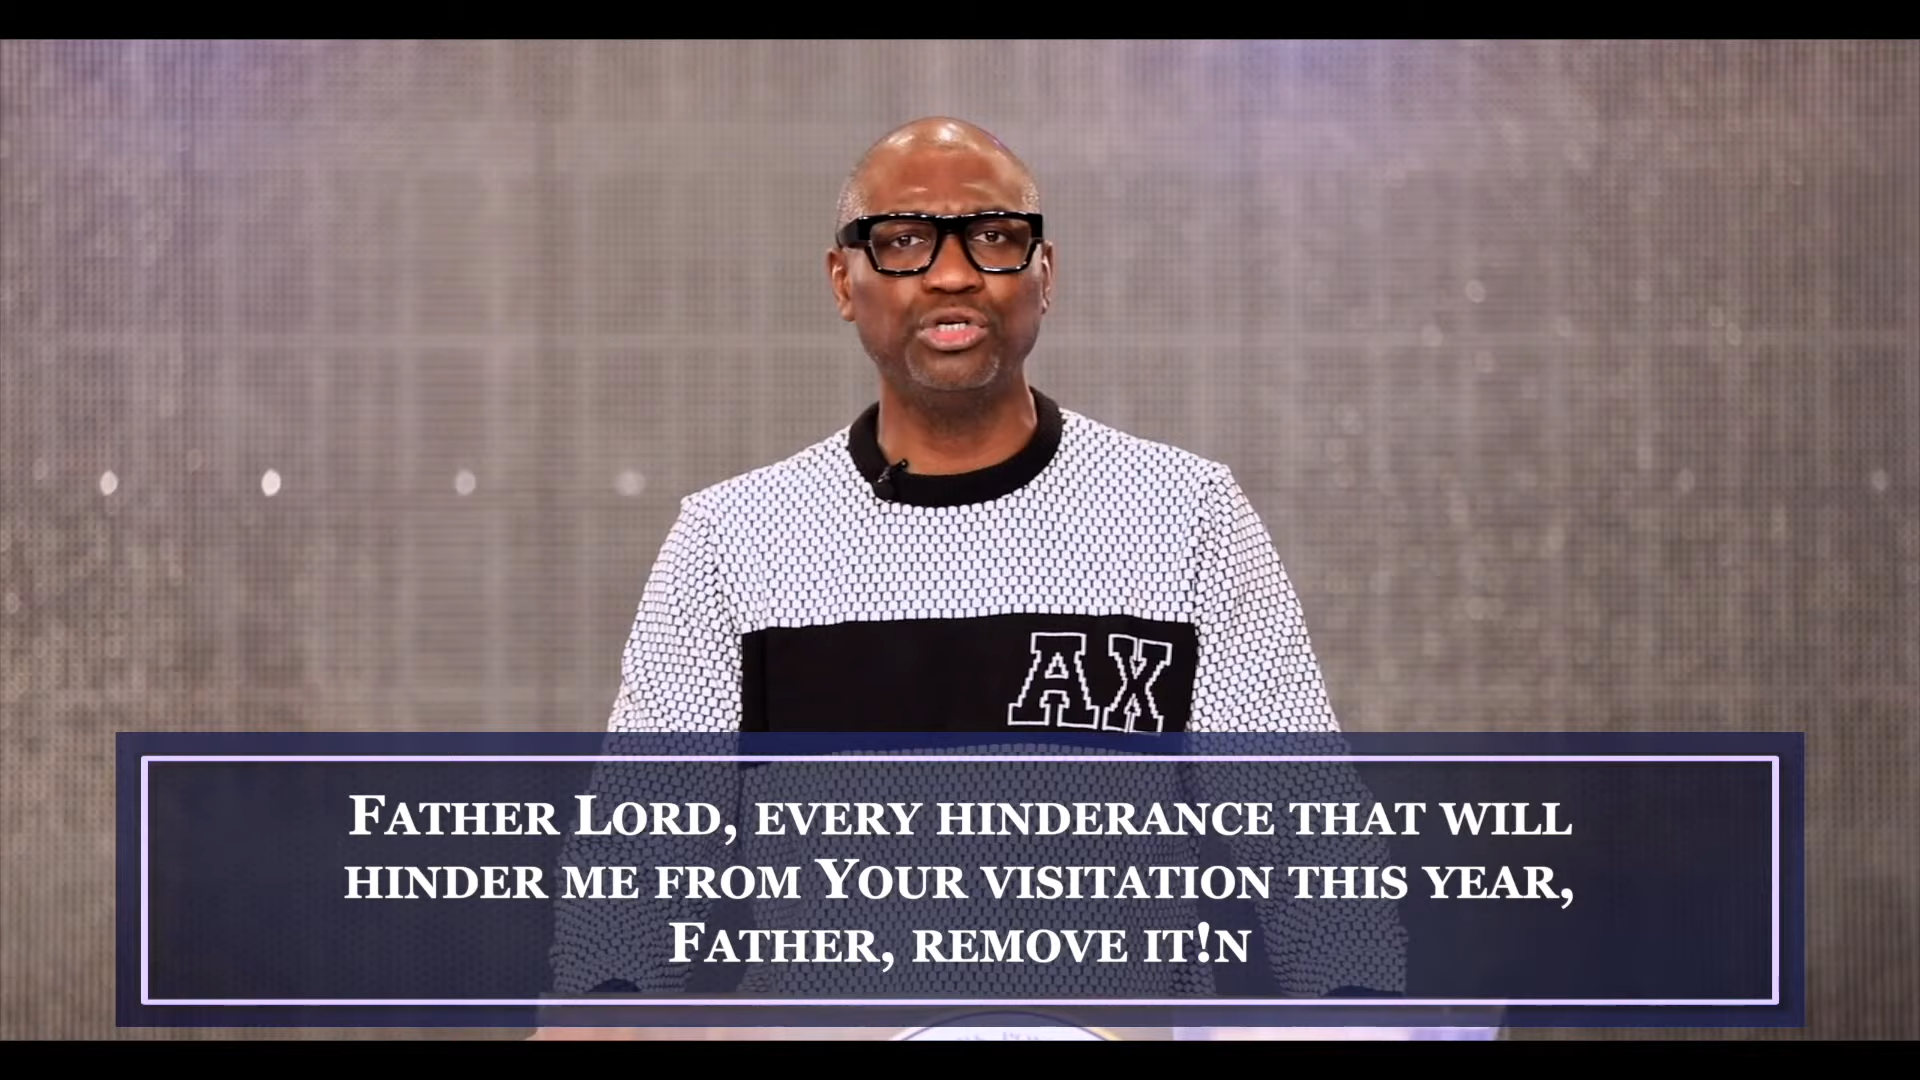 AX
Father Lord, every hinderance that will
hinder me from Your visitation this year,
Father, remove it!n